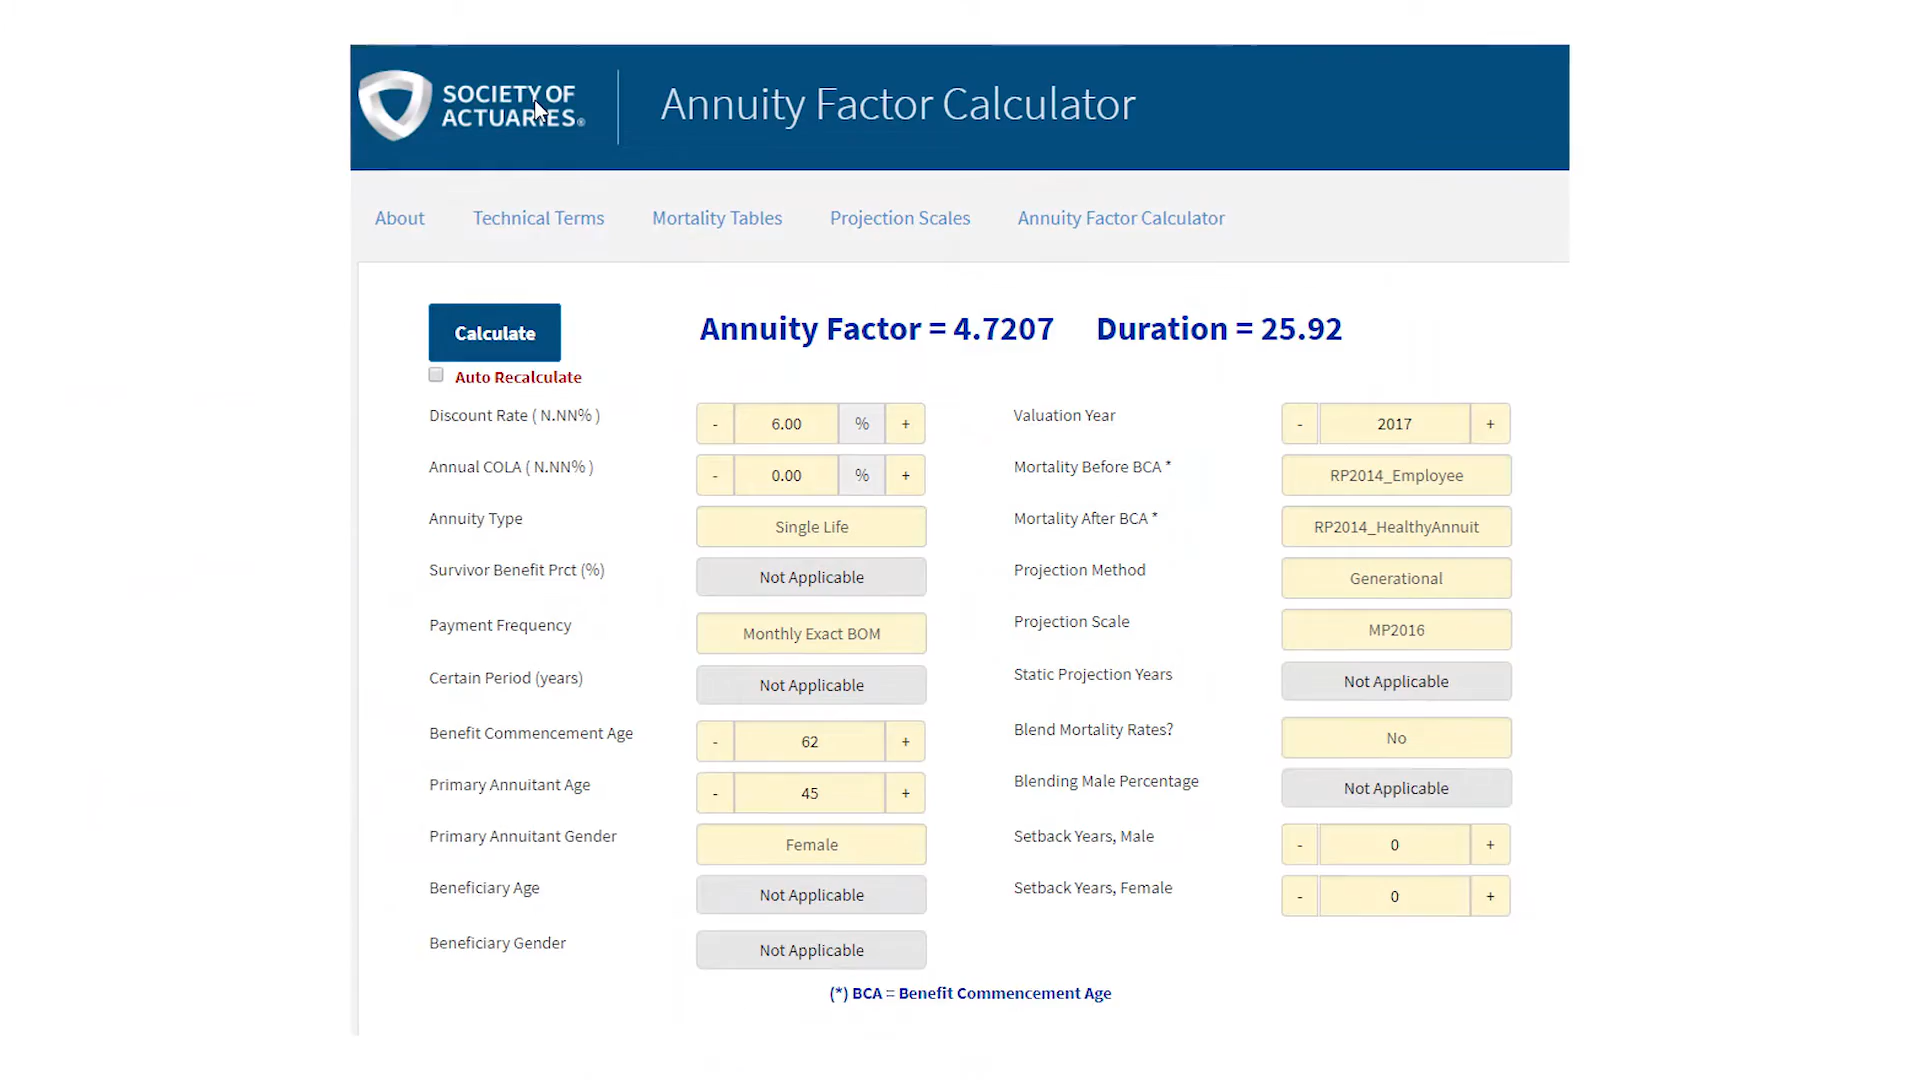 SOCIETY OF
ACTUARIES®
Annuity Factor Calculator
About Technical Terms Mortality Tables Projection Scales Annuity Factor Calculator
Calculate
Annuity Factor = 4.7207 Duration = 25.92
Auto Recalculate
Discount Rate ( N.NN% ) - 6.00 % + Valuation Year - 2017 +
Annual COLA ( N.NN% ) - 0.00 % + Mortality Before BCA * RP2014_Employee
Annuity Type Single Life Mortality After BCA * RP2014_HealthyAnnuit
Survivor Benefit Prct (%) Not Applicable Projection Method Generational
Payment Frequency Monthly Exact BOM Projection Scale MP2016
Certain Period (years) Not Applicable Static Projection Years Not Applicable
Benefit Commencement Age - 62 + Blend Mortality Rates? No
Primary Annuitant Age - 45 + Blending Male Percentage Not Applicable
Primary Annuitant Gender Female Setback Years, Male - 0 +
Beneficiary Age Not Applicable Setback Years, Female - 0 +
Beneficiary Gender Not Applicable
(*) BCA = Benefit Commencement Age